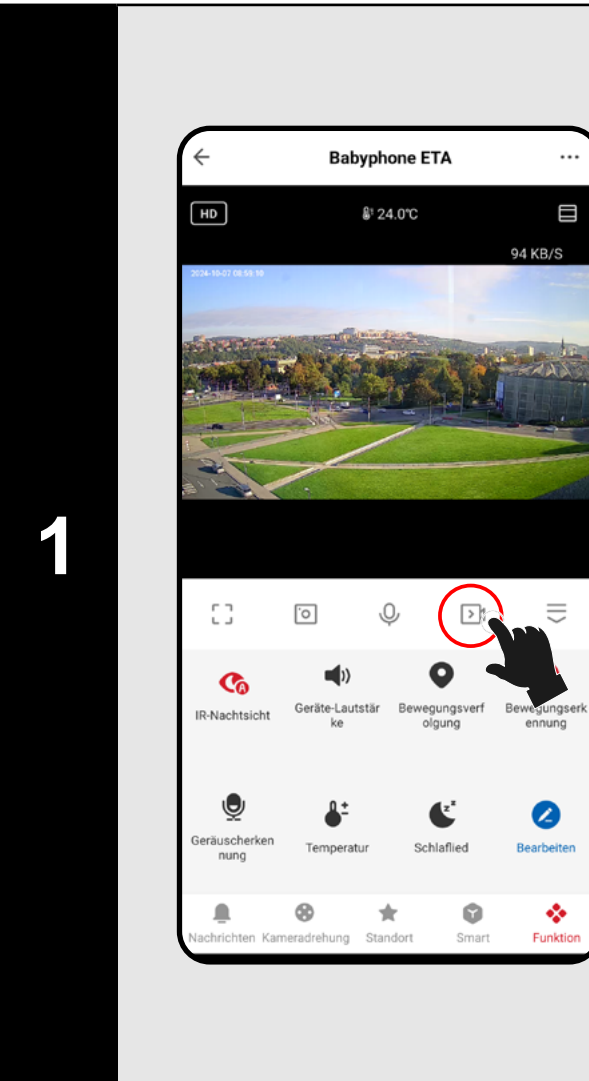 Babyphone ETA
HD
24.0℃
94 KB/S
2024-10-07 08:59:10
1
IR-Nachtsicht
Geräte-Lautstär
ke
Bewegungsverf
olgung
Bewegungserk
ennung
Geräuscherken
nung
Temperatur
Schlaflied
Bearbeiten
Nachrichten
Kameradrehung
Standort
Smart
Funktion